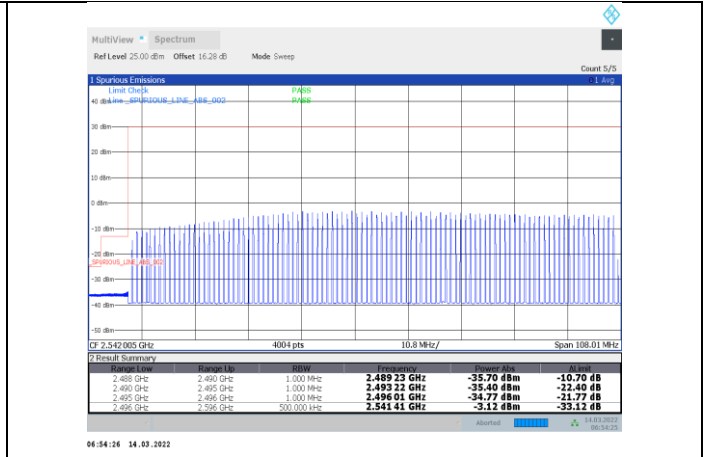 MultiView Spectrum
Ref Level 25.00 dBm Offset 16.28 dB Mode Sweep
Count 5/5
1 Spurious Emissions 1 Avg
Limit Check PASS
40 dBm Line _SPURIOUS_LINE_ABS_002 PASS
30 dBm
20 dBm
10 dBm
0 dBm
-10 dBm
-20 dBm
_SPURIOUS_LINE_ABS_002
-30 dBm
-40 dBm
-50 dBm
CF 2.542005 GHz 4004 pts 10.8 MHz/ Span 108.01 MHz
2 Result Summary
Range Low Range Up RBW Frequency Power Abs ΔLimit
2.488 GHz 2.490 GHz 1.000 MHz 2.489 23 GHz -35.70 dBm -10.70 dB
2.490 GHz 2.495 GHz 1.000 MHz 2.493 22 GHz -35.40 dBm -22.40 dB
2.495 GHz 2.496 GHz 1.000 MHz 2.496 01 GHz -34.77 dBm -21.77 dB
2.496 GHz 2.596 GHz 500.000 kHz 2.541 41 GHz -3.12 dBm -33.12 dB
Aborted 14.03.2022
06:54:25
06:54:26 14.03.2022